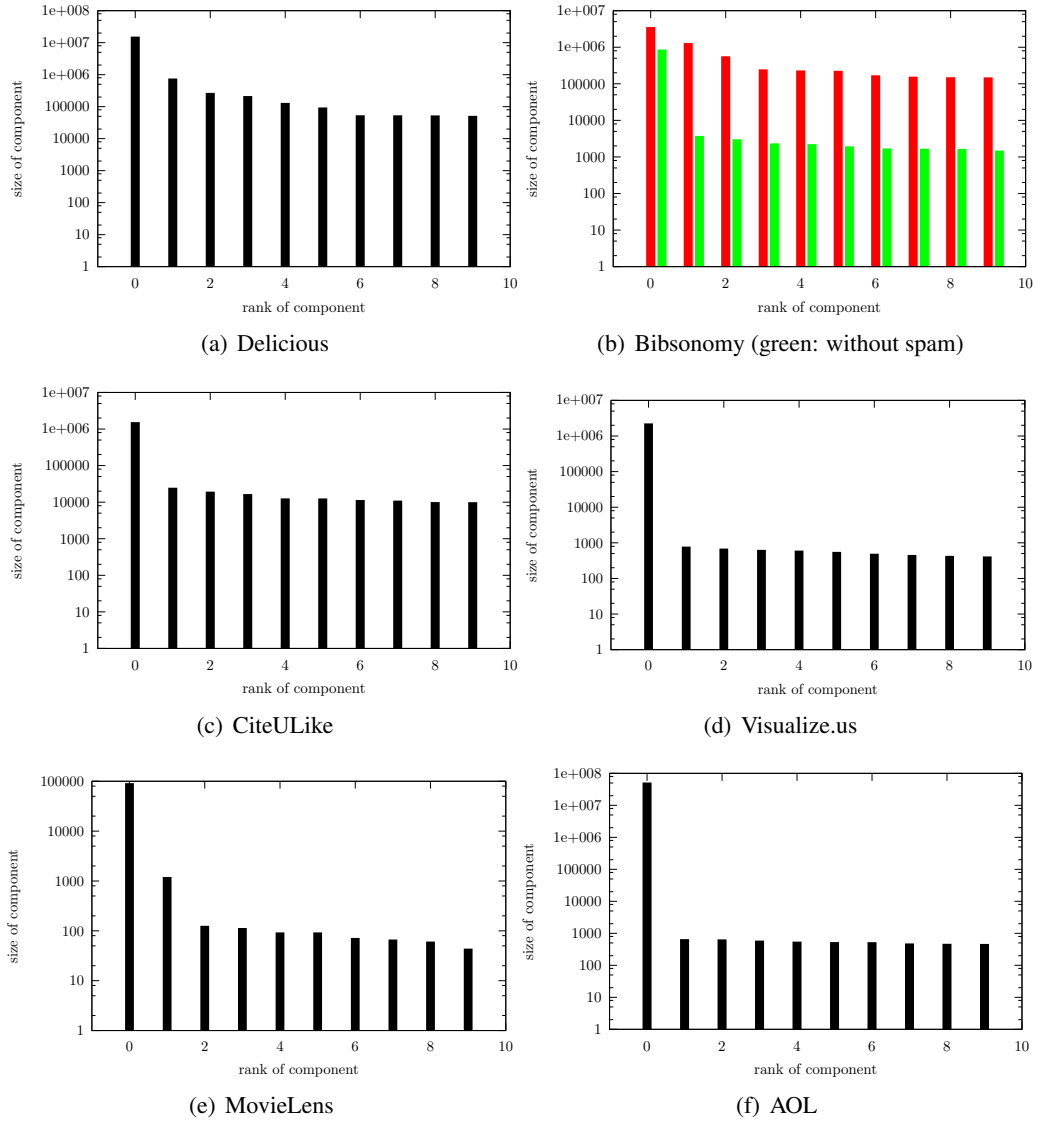 1e+008
1e+007
1e+006
100000
10000
1000
100
10
1
size of component
0 2 4 6 8 10
rank of component
(a) Delicious
1e+007
1e+006
100000
10000
1000
100
10
1
size of component
0 2 4 6 8 10
rank of component
(b) Bibsonomy (green: without spam)
1e+007
1e+006
100000
10000
1000
100
10
1
size of component
0 2 4 6 8 10
rank of component
(c) CiteULike
1e+007
1e+006
100000
10000
1000
100
10
1
size of component
0 2 4 6 8 10
rank of component
(d) Visualize.us
100000
10000
1000
100
10
1
size of component
0 2 4 6 8 10
rank of component
(e) MovieLens
1e+008
1e+007
1e+006
100000
10000
1000
100
10
1
size of component
0 2 4 6 8 10
rank of component
(f) AOL